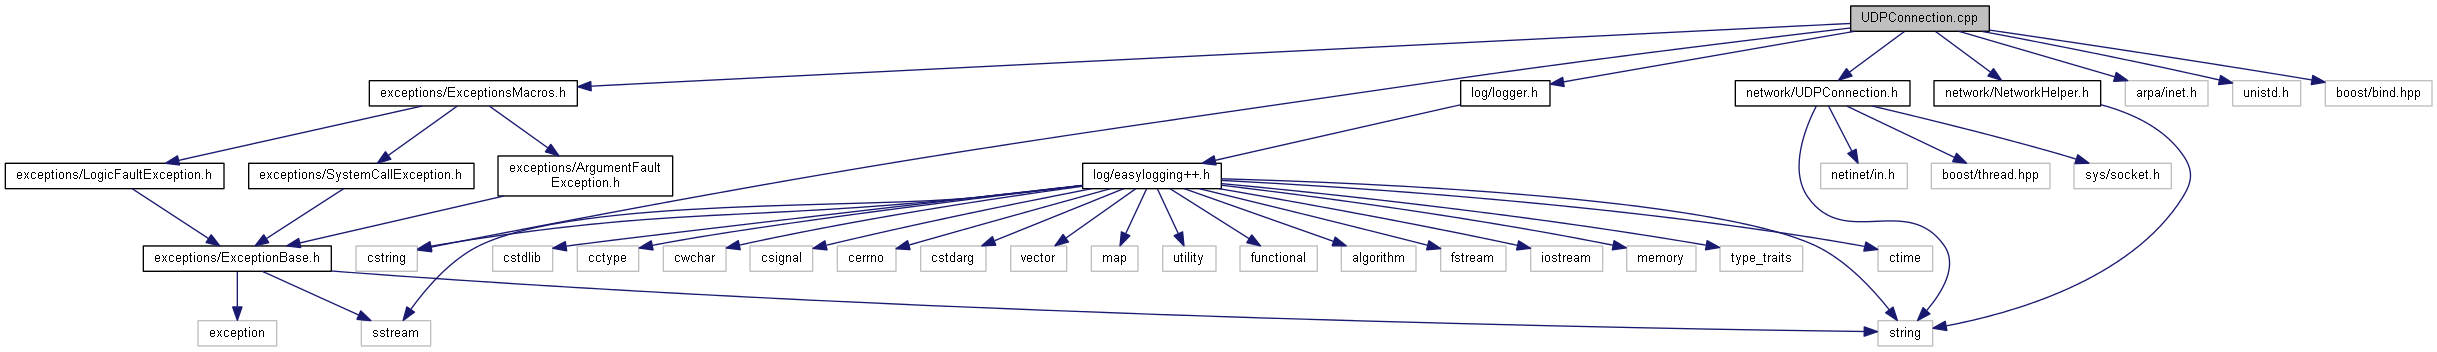 UDPConnection.cpp
exceptions/ExceptionsMacros.h
log/logger.h
network/UDPConnection.h
network/NetworkHelper.h
arpa/inet.h
unistd.h
boost/bind.hpp
exceptions/LogicFaultException.h
exceptions/SystemCallException.h
exceptions/ArgumentFault
Exception.h
log/easylogging++.h
netinet/in.h
boost/thread.hpp
sys/socket.h
exceptions/ExceptionBase.h
cstring
cstdlib
cctype
cwchar
csignal
cerrno
cstdarg
vector
map
utility
functional
algorithm
fstream
iostream
memory
type_traits
ctime
exception
sstream
string